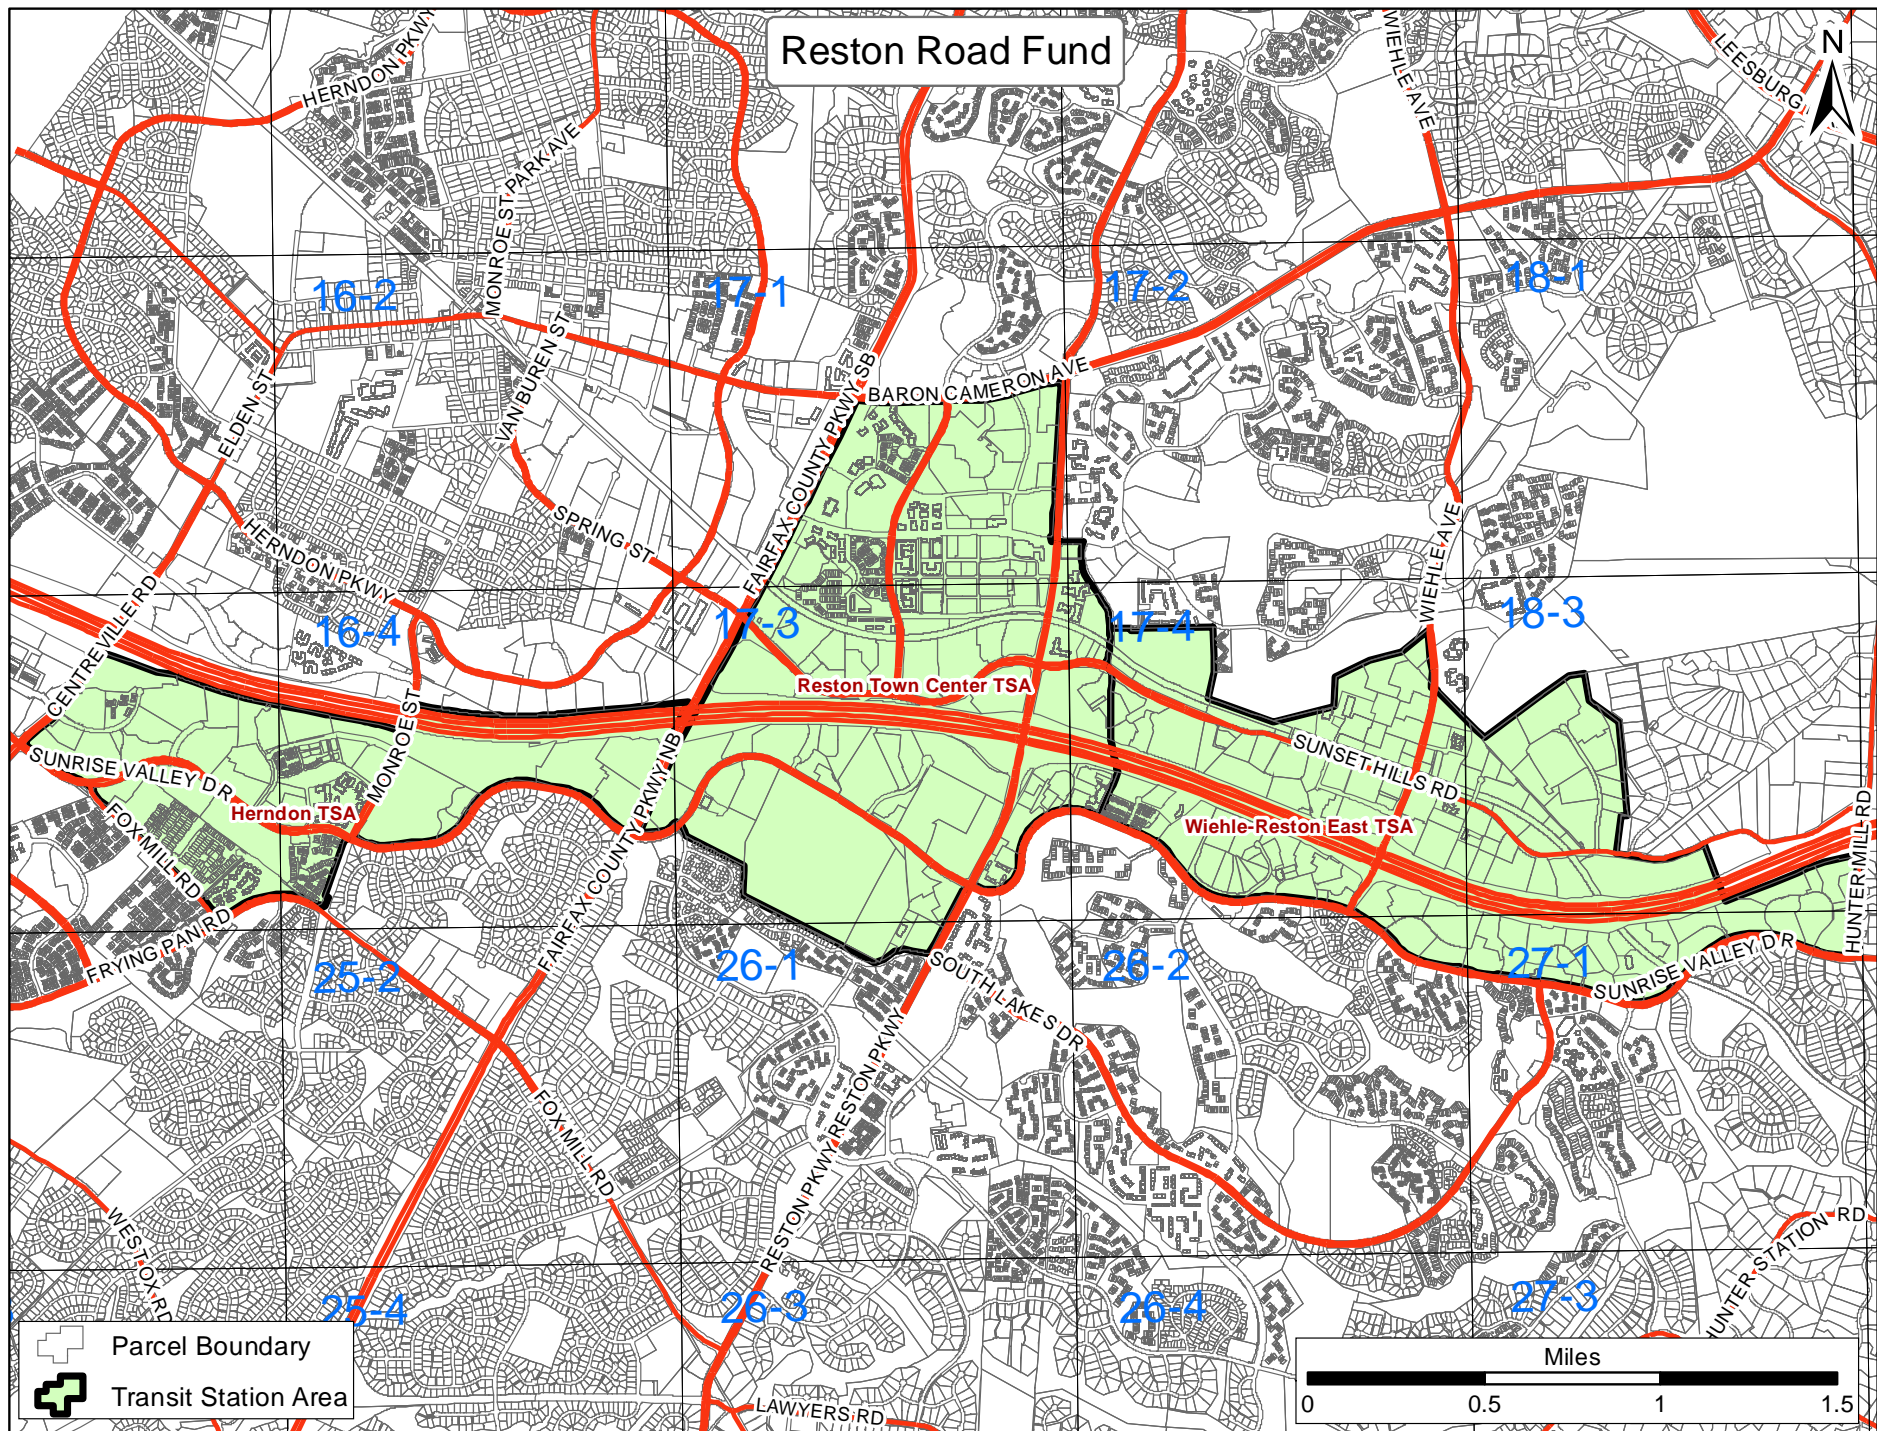 Reston Road Fund
N
HERNDON PKWY
WIEHLE AVE
LEESBURG
MONROE ST PARK AVE
16-2
17-1
17-2
18-1
VAN BUREN ST
ELDEN ST
BARON CAMERON AVE
FAIRFAX COUNTY PKWY SB
SPRING ST
HERNDON PKWY
WIEHLE AVE
CENTREVILLE RD
16-4
17-3
17-4
18-3
MONROE ST
Reston Town Center TSA
SUNSET HILLS RD
SUNRISE VALLEY DR
Herndon TSA
FOX MILL RD
FAIRFAX COUNTY PKWY NB
Wiehle-Reston East TSA
HUNTER MILL RD
FRYING PAN RD
25-2
26-1
26-2
27-1
SOUTH LAKES DR
SUNRISE VALLEY DR
FOX MILL RD
RESTON PKWY RESTON PKWY
WEST OX RD
HUNTER STATION RD
25-4
26-3
26-4
27-3
LAWYERS RD
Parcel Boundary
Transit Station Area
Miles
0 0.5 1 1.5